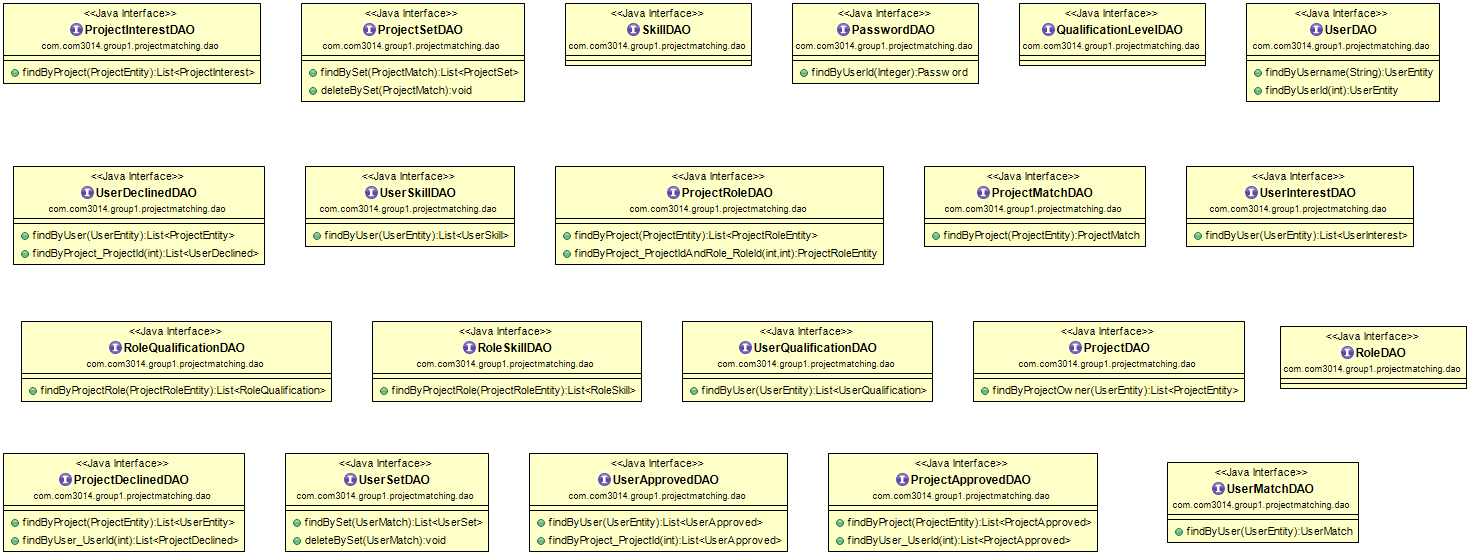 <<Java Interface>>
ProjectInterestDAO
com.com3014.group1.projectmatching.dao
findByProject(ProjectEntity):List<ProjectInterest>
<<Java Interface>>
ProjectSetDAO
com.com3014.group1.projectmatching.dao
findBySet(ProjectMatch):List<ProjectSet>
deleteBySet(ProjectMatch):void
<<Java Interface>>
SkillDAO
com.com3014.group1.projectmatching.dao
<<Java Interface>>
PasswordDAO
com.com3014.group1.projectmatching.dao
findByUserId(Integer):Password
<<Java Interface>>
QualificationLevelDAO
com.com3014.group1.projectmatching.dao
<<Java Interface>>
UserDAO
com.com3014.group1.projectmatching.dao
findByUsername(String):UserEntity
findByUserId(int):UserEntity
<<Java Interface>>
UserDeclinedDAO
com.com3014.group1.projectmatching.dao
findByUser(UserEntity):List<ProjectEntity>
findByProject_ProjectId(int):List<UserDeclined>
<<Java Interface>>
UserSkillDAO
com.com3014.group1.projectmatching.dao
findByUser(UserEntity):List<UserSkill>
<<Java Interface>>
ProjectRoleDAO
com.com3014.group1.projectmatching.dao
findByProject(ProjectEntity):List<ProjectRoleEntity>
findByProject_ProjectIdAndRole_RoleId(int,int):ProjectRoleEntity
<<Java Interface>>
ProjectMatchDAO
com.com3014.group1.projectmatching.dao
findByProject(ProjectEntity):ProjectMatch
<<Java Interface>>
UserInterestDAO
com.com3014.group1.projectmatching.dao
findByUser(UserEntity):List<UserInterest>
<<Java Interface>>
RoleQualificationDAO
com.com3014.group1.projectmatching.dao
findByProjectRole(ProjectRoleEntity):List<RoleQualification>
<<Java Interface>>
RoleSkillDAO
com.com3014.group1.projectmatching.dao
findByProjectRole(ProjectRoleEntity):List<RoleSkill>
<<Java Interface>>
UserQualificationDAO
com.com3014.group1.projectmatching.dao
findByUser(UserEntity):List<UserQualification>
<<Java Interface>>
ProjectDAO
com.com3014.group1.projectmatching.dao
findByProjectOwner(UserEntity):List<ProjectEntity>
<<Java Interface>>
RoleDAO
com.com3014.group1.projectmatching.dao
<<Java Interface>>
ProjectDeclinedDAO
com.com3014.group1.projectmatching.dao
findByProject(ProjectEntity):List<UserEntity>
findByUser_UserId(int):List<ProjectDeclined>
<<Java Interface>>
UserSetDAO
com.com3014.group1.projectmatching.dao
findBySet(UserMatch):List<UserSet>
deleteBySet(UserMatch):void
<<Java Interface>>
UserApprovedDAO
com.com3014.group1.projectmatching.dao
findByUser(UserEntity):List<UserApproved>
findByProject_ProjectId(int):List<UserApproved>
<<Java Interface>>
ProjectApprovedDAO
com.com3014.group1.projectmatching.dao
findByProject(ProjectEntity):List<ProjectApproved>
findByUser_UserId(int):List<ProjectApproved>
<<Java Interface>>
UserMatchDAO
com.com3014.group1.projectmatching.dao
findByUser(UserEntity):UserMatch